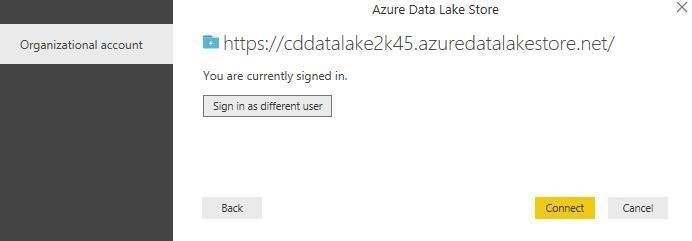 Azure Data Lake Store
Organizational account
https://cddatalake2k45.azuredatalakestore.net/
You are currently signed in.
Sign in as different user
Back
Connect
Cancel